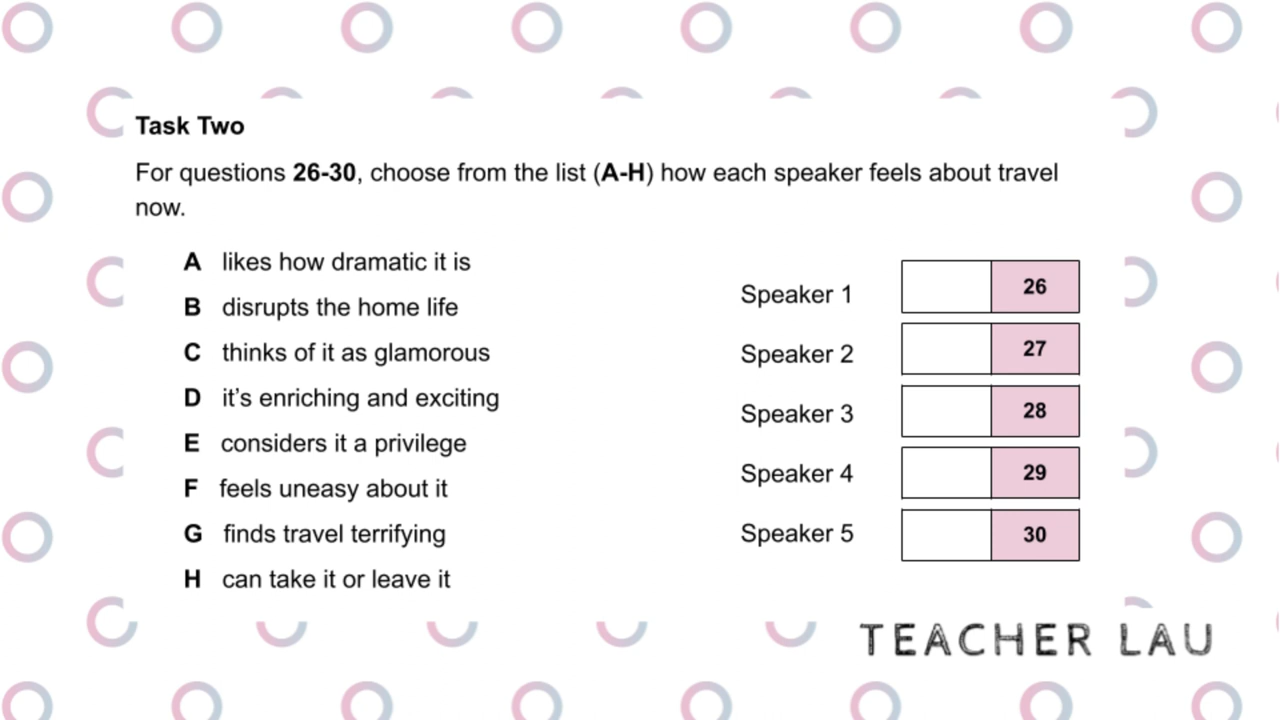 Task Two
For questions 26-30, choose from the list (A-H) how each speaker feels about travel
now.
A likes how dramatic it is
B disrupts the home life
C thinks of it as glamorous
D it's enriching and exciting
E considers it a privilege
F feels uneasy about it
G finds travel terrifying
H can take it or leave it
Speaker 1 26
Speaker 2 27
Speaker 3 28
Speaker 4 29
Speaker 5 30
TEACHER LAU